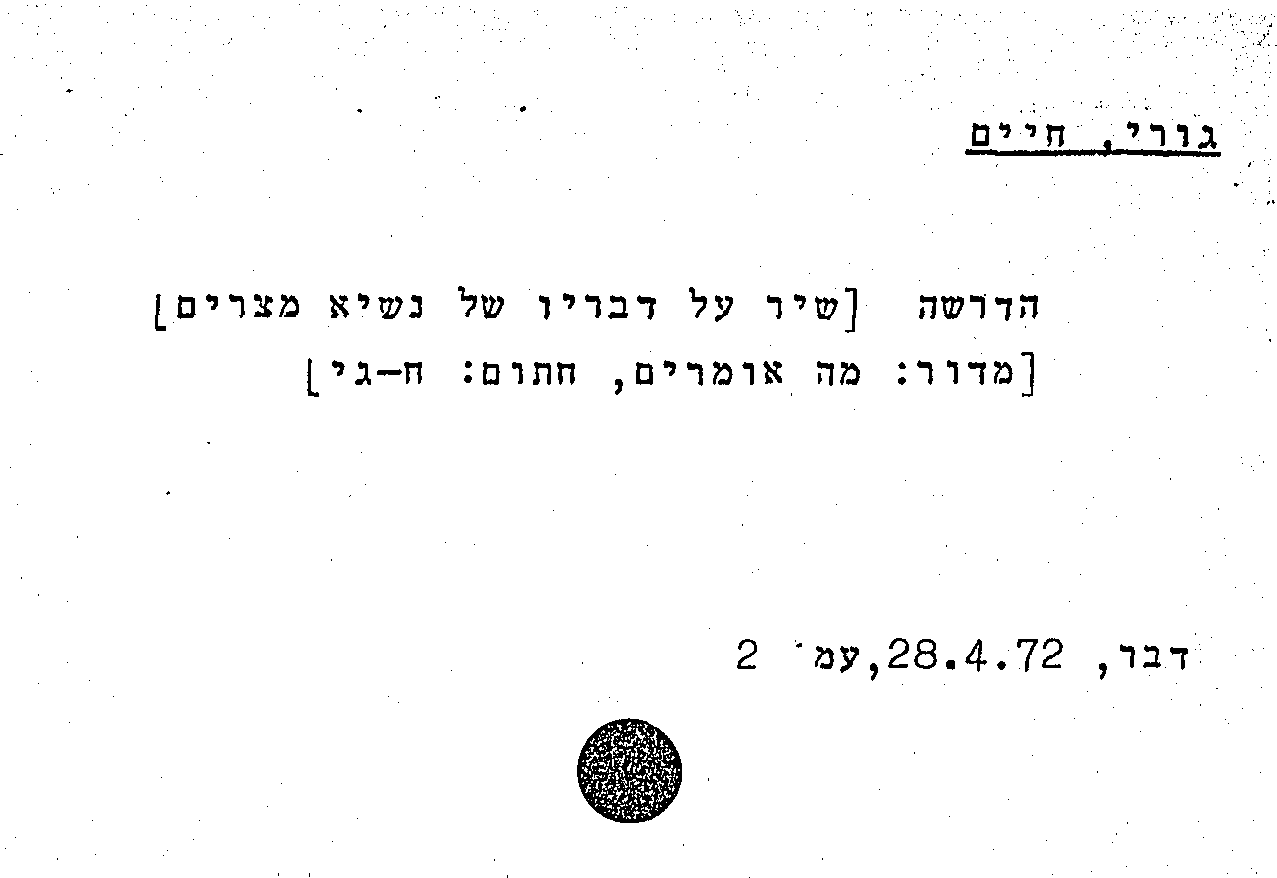 גורי, חיים
הדרשה [שיר על דבריו של נשיא מצרים]
[מדור: מה אומרים, חתום: ח-גי]
דבר, 28.4.72,עמ' 2